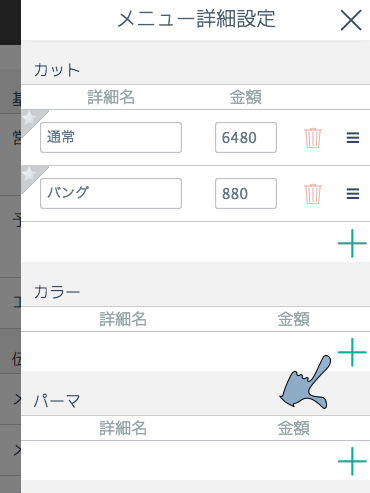 メニュー詳細設定
カット
詳細名 金額
通常 6480
バング 880
カラー
詳細名 金額
パーマ
詳細名 金額